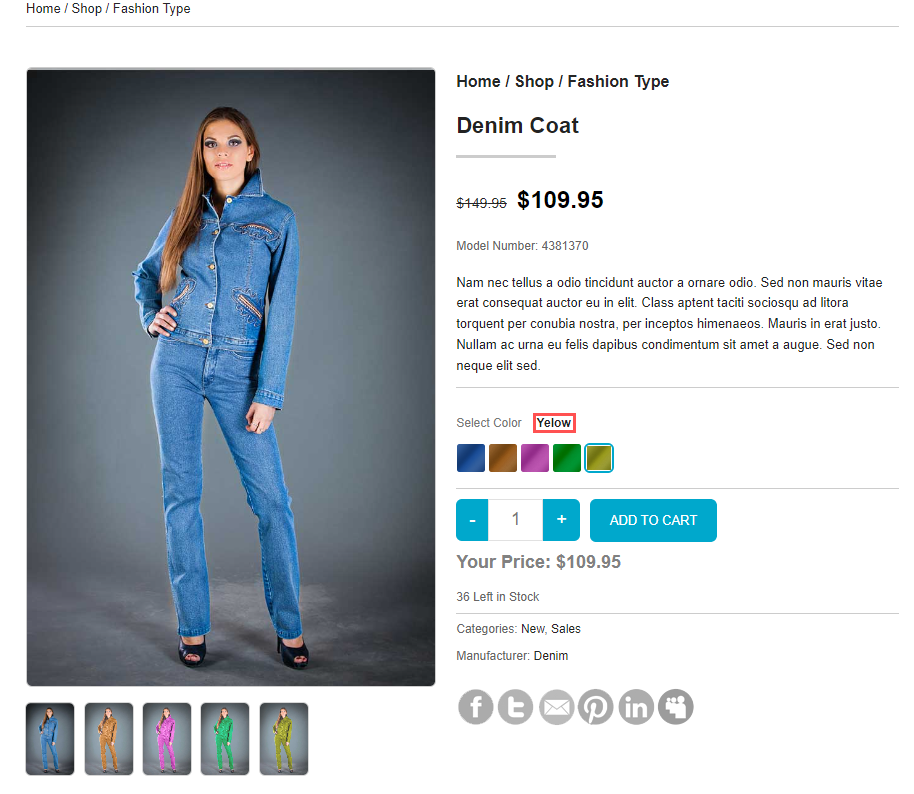 Home / Shop / Fashion Type
Home / Shop / Fashion Type
Denim Coat
$149.95 $109.95
Model Number: 4381370
Nam nec tellus a odio tincidunt auctor a ornare odio. Sed non mauris vitae
erat consequat auctor eu in elit. Class aptent taciti sociosqu ad litora
torquent per conubia nostra, per inceptos himenaeos. Mauris in erat justo.
Nullam ac urna eu felis dapibus condimentum sit amet a augue. Sed non
neque elit sed.
Select Color Yelow
- 1 + ADD TO CART
Your Price: $109.95
36 Left in Stock
Categories: New, Sales
Manufacturer: Denim